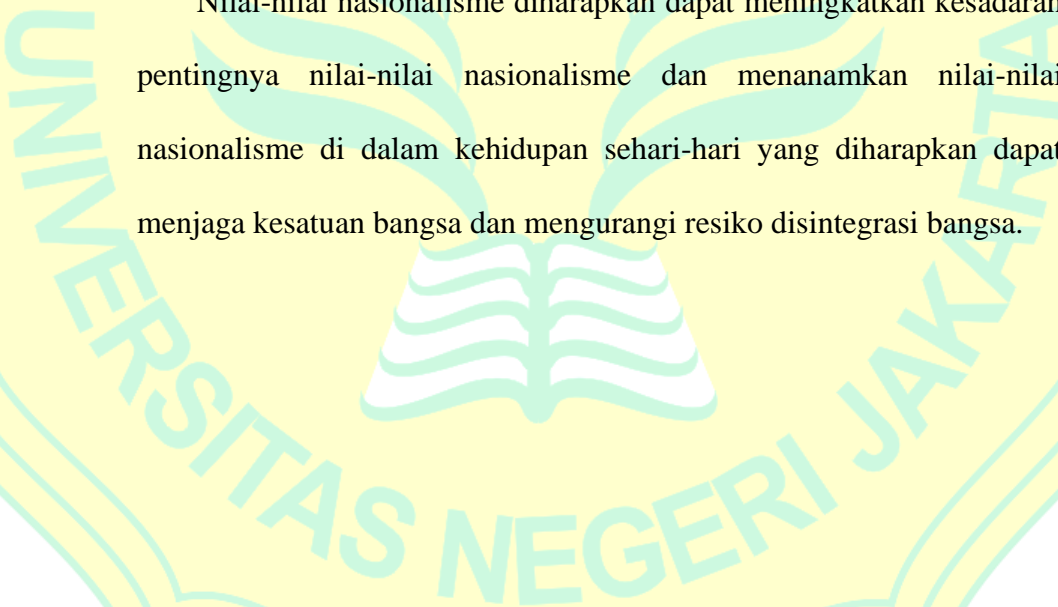 Nilai-nilai nasionalisme diharapkan dapat meningkatkan kesadaran
pentingnya nilai-nilai nasionalisme dan menanamkan nilai-nilai
nasionalisme di dalam kehidupan sehari-hari yang diharapkan dapat
menjaga kesatuan bangsa dan mengurangi resiko disintegrasi bangsa.
UNIVERSITAS NEGERI JAKARTA